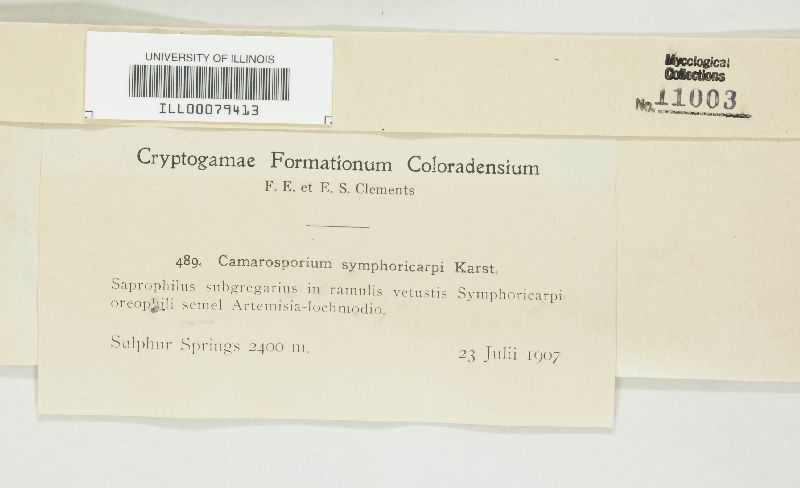 UNIVERSITY OF ILLINOIS
ILL00079413
Mycological
Collections
No. 11003
Cryptogamae Formationum Coloradensium
F. E. et E. S. Clements
489. Camarosporium symphoricarpi Karst.
Saprophilus subgregarius in ramulis vetustis Symphoricarpi
oreophili semel Artemisia-lochmodio.
Sulphur Springs 2400 m.
23 Julii 1907